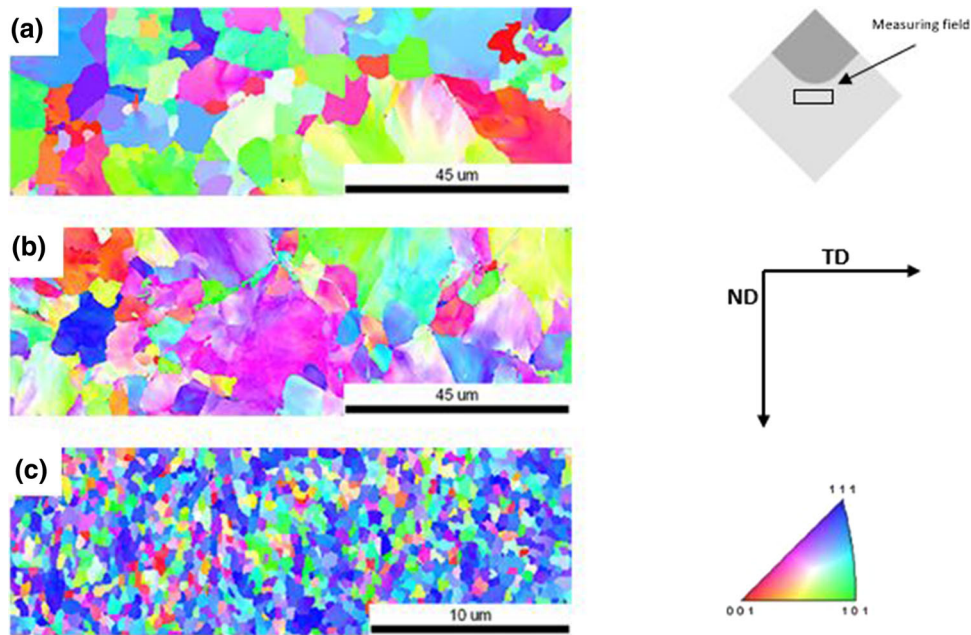 (a)
45 um
Measuring field
(b)
45 um
TD
ND
(c)
10 um
1 1 1
0 0 1
1 0 1